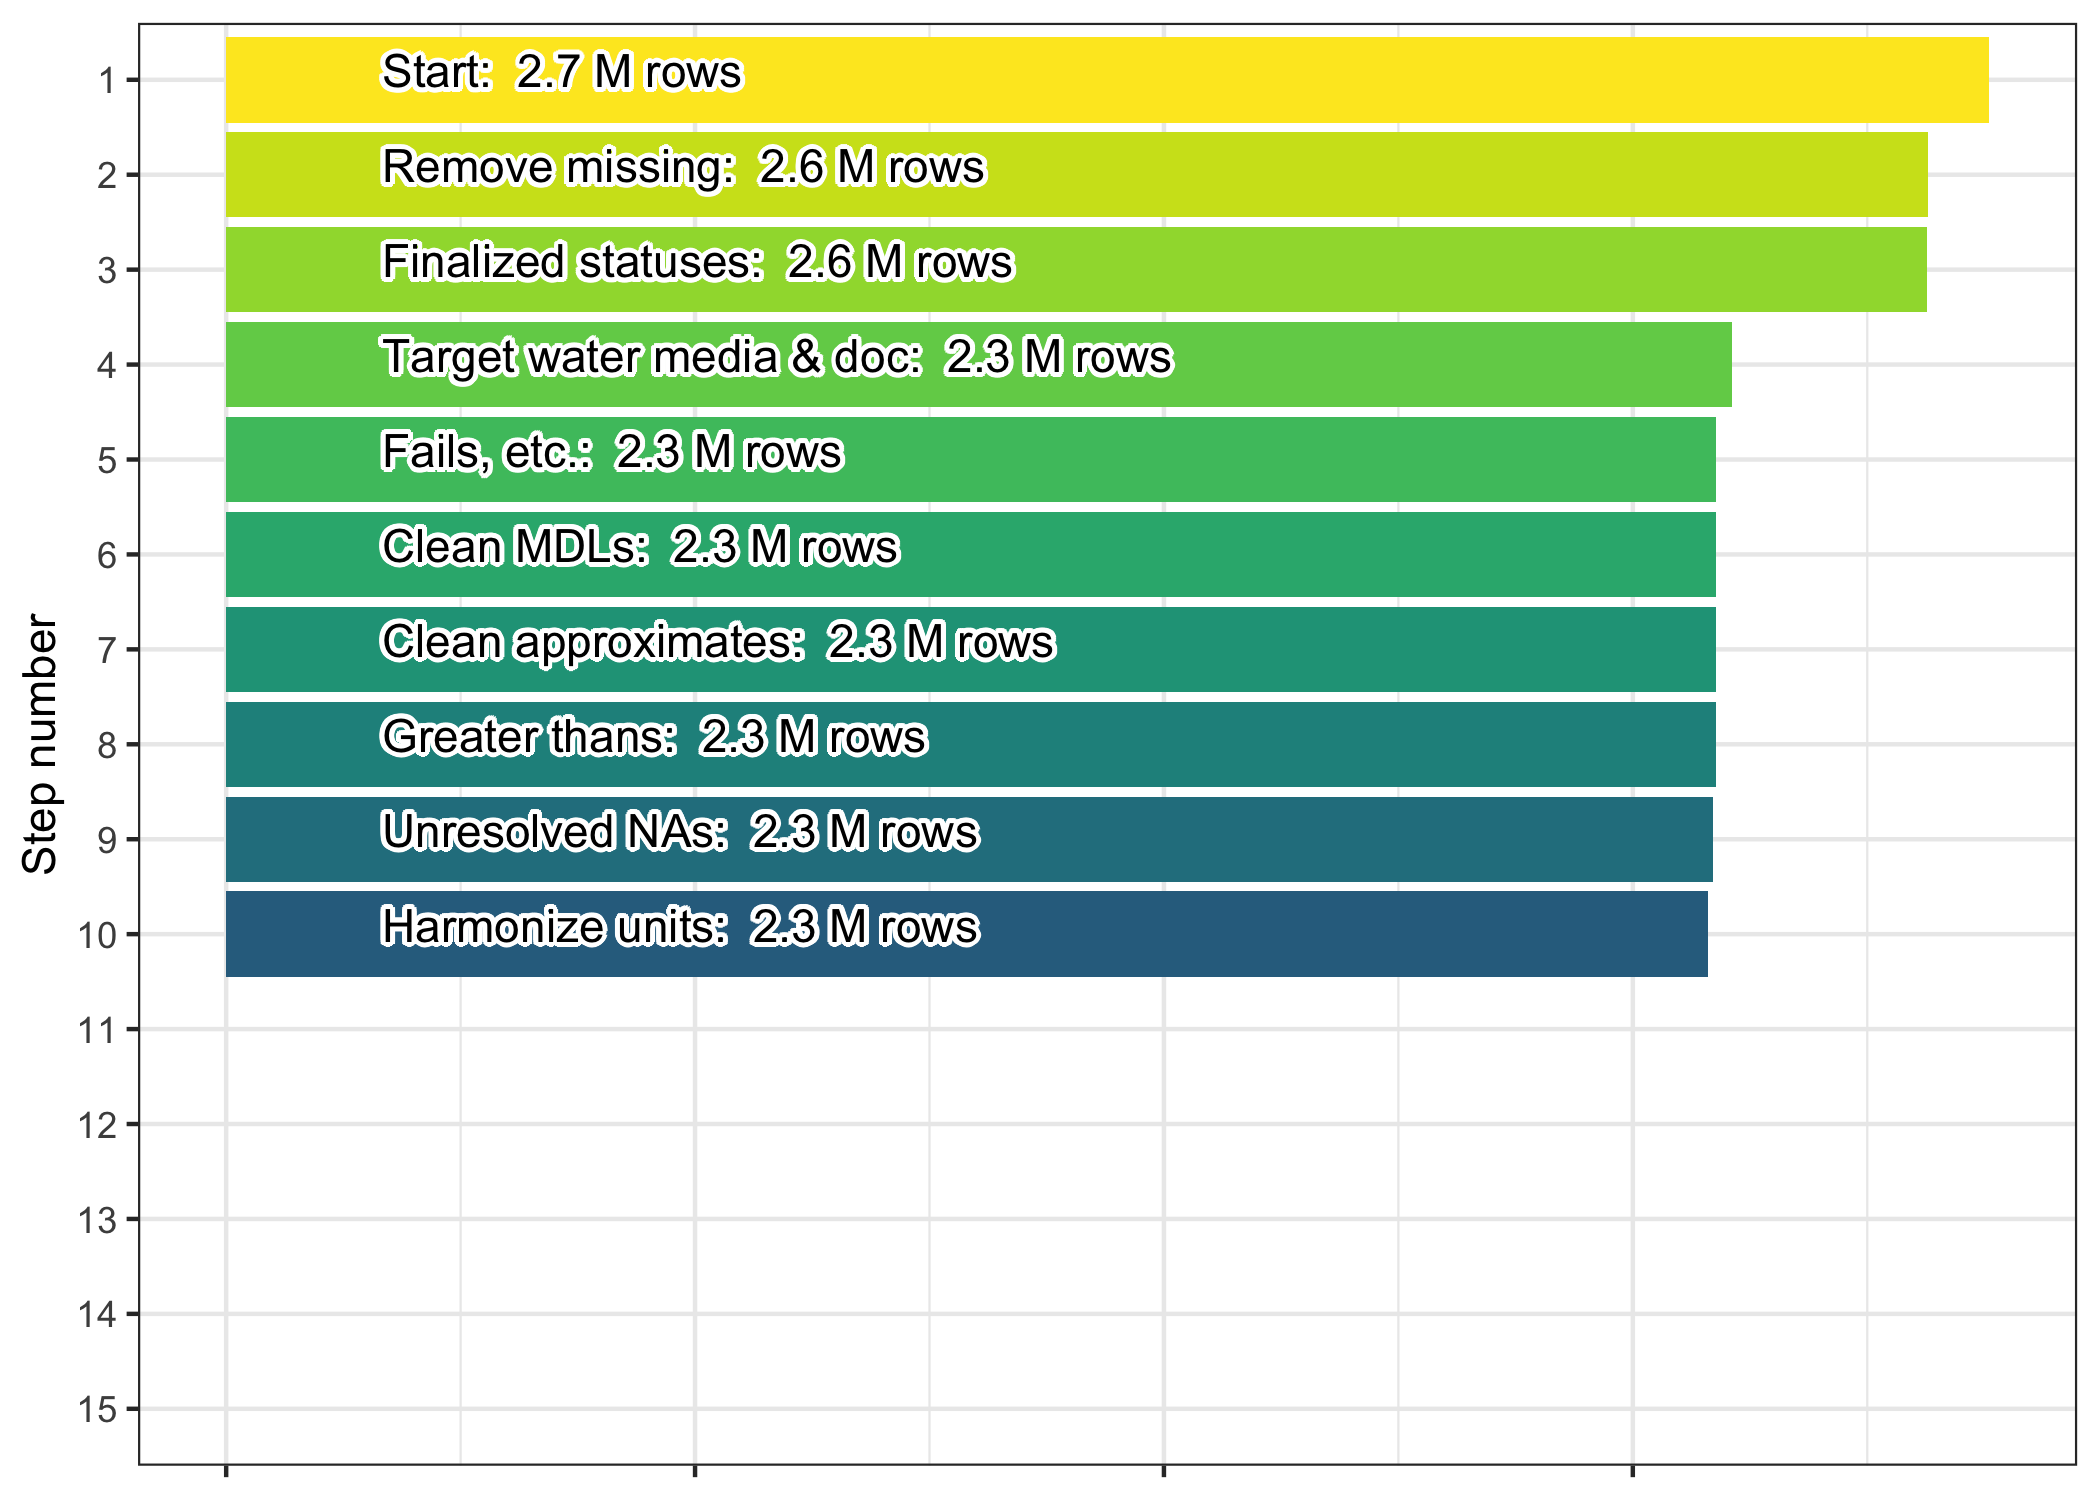 Step number
1
Start:  2.7 M rows
2
Remove missing:  2.6 M rows
3
Finalized statuses:  2.6 M rows
4
Target water media & doc:  2.3 M rows
5
Fails, etc.:  2.3 M rows
6
Clean MDLs:  2.3 M rows
7
Clean approximates:  2.3 M rows
8
Greater thans:  2.3 M rows
9
Unresolved NAs:  2.3 M rows
10
Harmonize units:  2.3 M rows
11
12
13
14
15